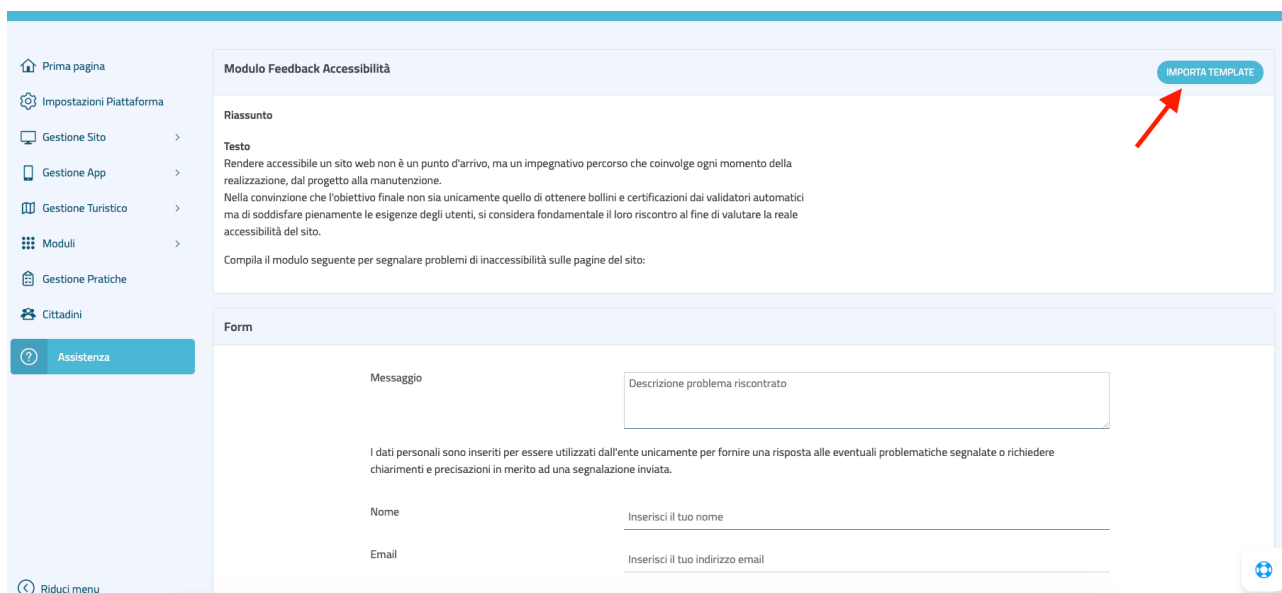 Prima pagina
Impostazioni Piattaforma
Gestione Sito
Gestione App
Gestione Turistico
Moduli
Gestione Pratiche
Cittadini
Assistenza
Riduci menu
Modulo Feedback Accessibilità
IMPORTA TEMPLATE
Riassunto
Testo
Rendere accessibile un sito web non è un punto d'arrivo, ma un impegnativo percorso che coinvolge ogni momento della
realizzazione, dal progetto alla manutenzione.
Nella convinzione che l'obiettivo finale non sia unicamente quello di ottenere bollini e certificazioni dai validatori automatici
ma di soddisfare pienamente le esigenze degli utenti, si considera fondamentale il loro riscontro al fine di valutare la reale
accessibilità del sito.
Compila il modulo seguente per segnalare problemi di inaccessibilità sulle pagine del sito:
Form
Messaggio
Descrizione problema riscontrato
I dati personali sono inseriti per essere utilizzati dall'ente unicamente per fornire una risposta alle eventuali problematiche segnalate o richiedere
chiarimenti e precisazioni in merito ad una segnalazione inviata.
Nome
Inserisci il tuo nome
Email
Inserisci il tuo indirizzo email